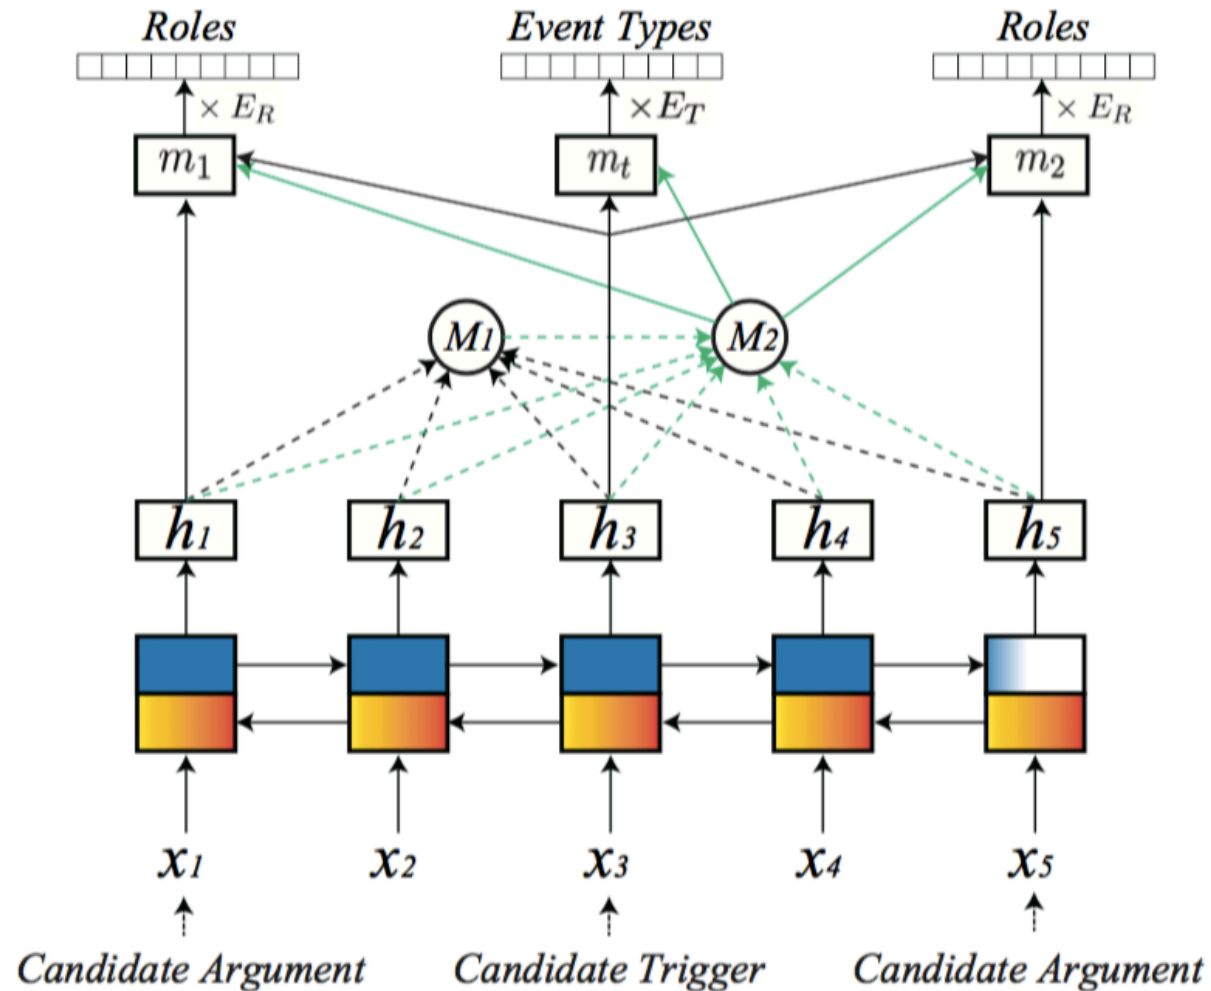 Roles Event Types Roles
× E_R × E_T × E_R
m_1 m_t m_2
M1 M2
h1 h2 h3 h4 h5
x1 x2 x3 x4 x5
Candidate Argument Candidate Trigger Candidate Argument